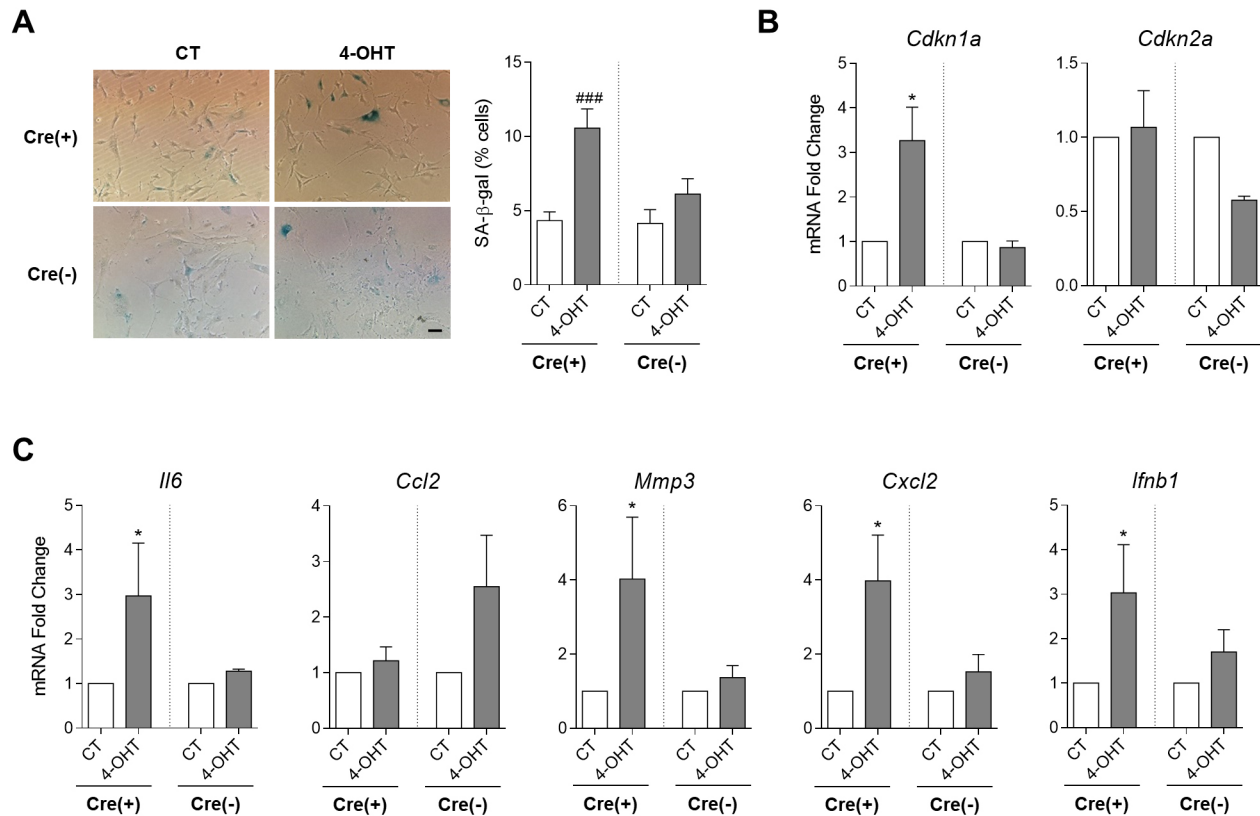 A
CT 4-OHT
Cre(+)
Cre(-)
SA-β-gal (% cells)
15
10
5
0
###
CT 4-OHT CT 4-OHT
Cre(+) Cre(-)
B
Cdkn1a
mRNA Fold Change
5
4
3
2
1
0
*
CT 4-OHT CT 4-OHT
Cre(+) Cre(-)
Cdkn2a
1.5
1.0
0.5
0.0
CT 4-OHT CT 4-OHT
Cre(+) Cre(-)
C
Il6
mRNA Fold Change
5
4
3
2
1
0
*
CT 4-OHT CT 4-OHT
Cre(+) Cre(-)
Ccl2
4
3
2
1
0
CT 4-OHT CT 4-OHT
Cre(+) Cre(-)
Mmp3
6
4
2
0
*
CT 4-OHT CT 4-OHT
Cre(+) Cre(-)
Cxcl2
6
4
2
0
*
CT 4-OHT CT 4-OHT
Cre(+) Cre(-)
Ifnb1
5
4
3
2
1
0
*
CT 4-OHT CT 4-OHT
Cre(+) Cre(-)